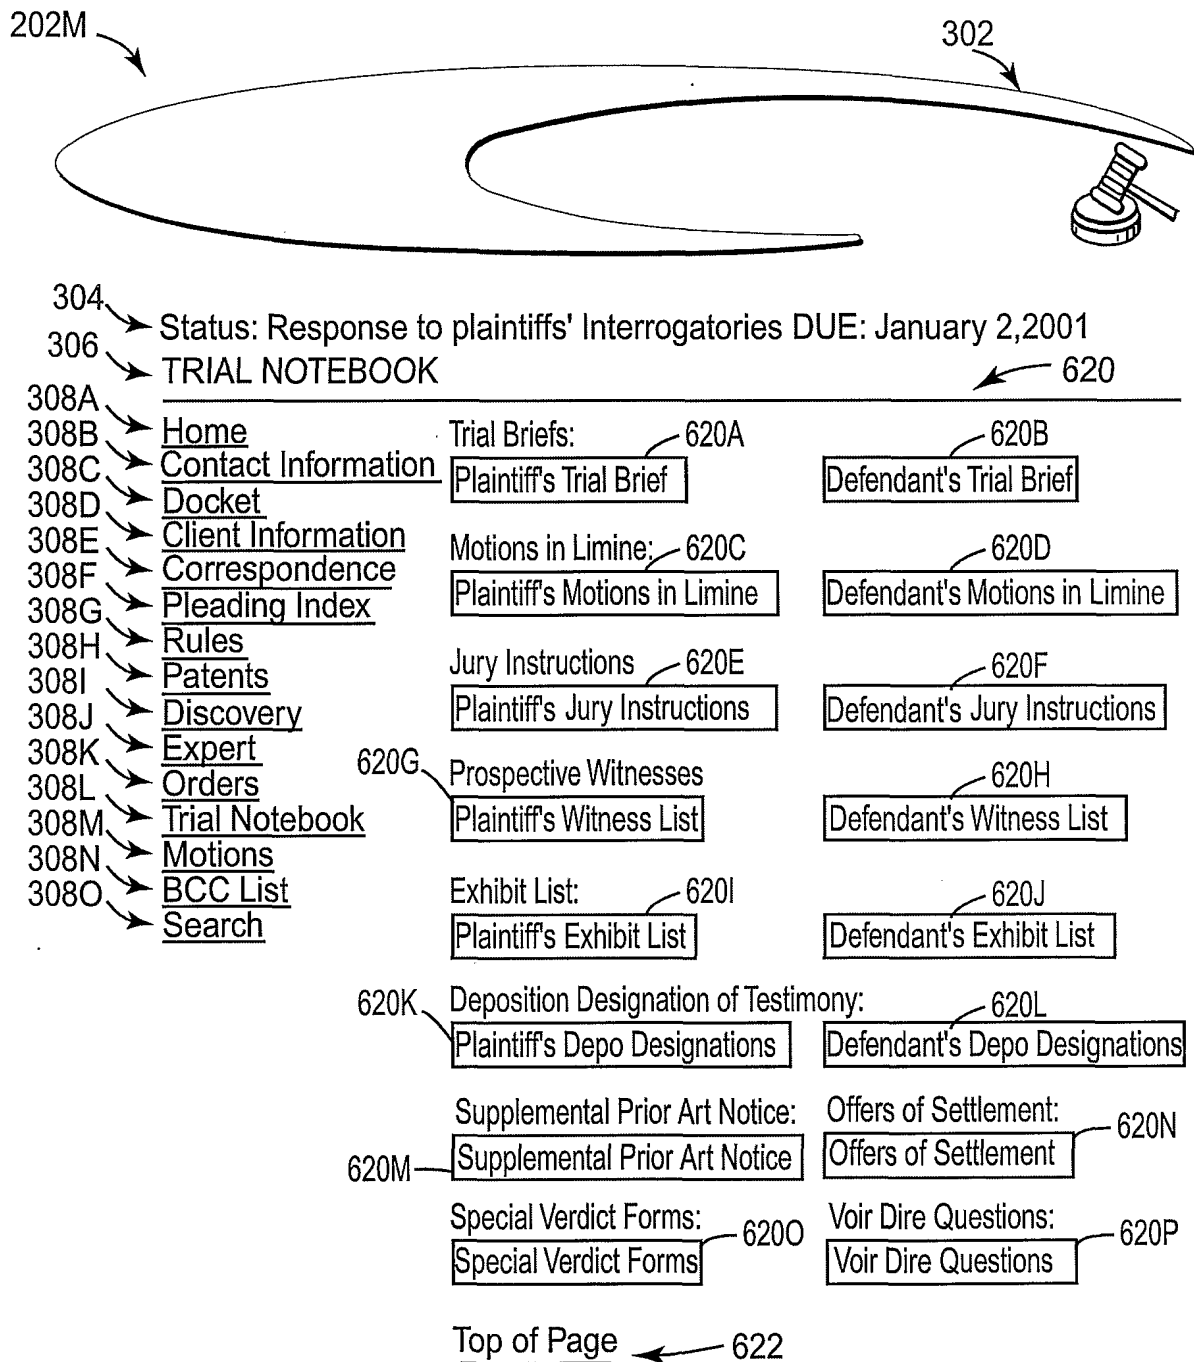 202M
302
304
Status: Response to plaintiffs' Interrogatories DUE: January 2,2001
306
TRIAL NOTEBOOK
620
308A
Home
308B
Contact Information
308C
Docket
308D
Client Information
308E
Correspondence
308F
Pleading Index
308G
Rules
308H
Patents
308I
Discovery
308J
Expert
308K
Orders
308L
Trial Notebook
308M
Motions
308N
BCC List
308O
Search
Trial Briefs:
620A
620B
Plaintiff's Trial Brief
Defendant's Trial Brief
Motions in Limine:
620C
620D
Plaintiff's Motions in Limine
Defendant's Motions in Limine
Jury Instructions
620E
620F
Plaintiff's Jury Instructions
Defendant's Jury Instructions
620G
Prospective Witnesses
620H
Plaintiff's Witness List
Defendant's Witness List
Exhibit List:
620I
620J
Plaintiff's Exhibit List
Defendant's Exhibit List
620K
Deposition Designation of Testimony:
620L
Plaintiff's Depo Designations
Defendant's Depo Designations
Supplemental Prior Art Notice:
Offers of Settlement:
620M
Supplemental Prior Art Notice
Offers of Settlement
620N
Special Verdict Forms:
620O
Voir Dire Questions:
620P
Special Verdict Forms
Voir Dire Questions
Top of Page
622